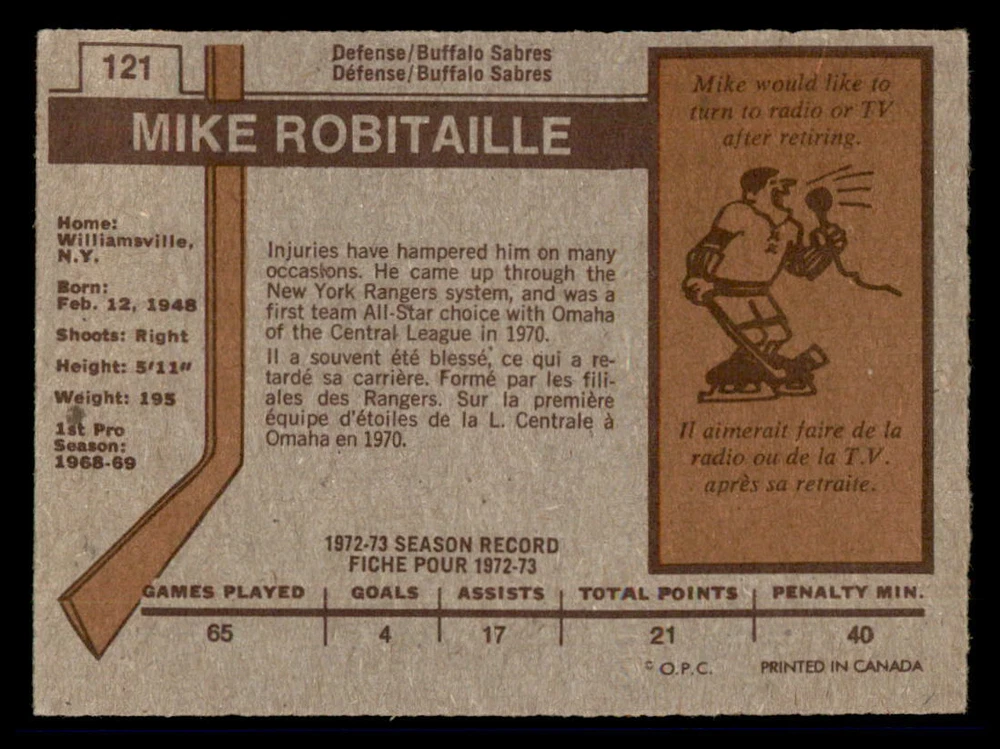 121
Defense/Buffalo Sabres
Défense/Buffalo Sabres
MIKE ROBITAILLE
Home:
Williamsville,
N.Y.
Born:
Feb. 12, 1948
Shoots: Right
Height: 5'11"
Weight: 195
1st Pro
Season:
1968-69
Injuries have hampered him on many
occasions. He came up through the
New York Rangers system, and was a
first team All-Star choice with Omaha
of the Central League in 1970.
Il a souvent été blessé, ce qui a re-
tardé sa carrière. Formé par les fili-
ales des Rangers. Sur la première
équipe d'étoiles de la L. Centrale à
Omaha en 1970.
Mike would like to
turn to radio or TV
after retiring.
Il aimerait faire de la
radio ou de la T.V.
après sa retraite.
1972-73 SEASON RECORD
FICHE POUR 1972-73
GAMES PLAYED GOALS ASSISTS TOTAL POINTS PENALTY MIN.
65 4 17 21 40
© O.P.C. PRINTED IN CANADA